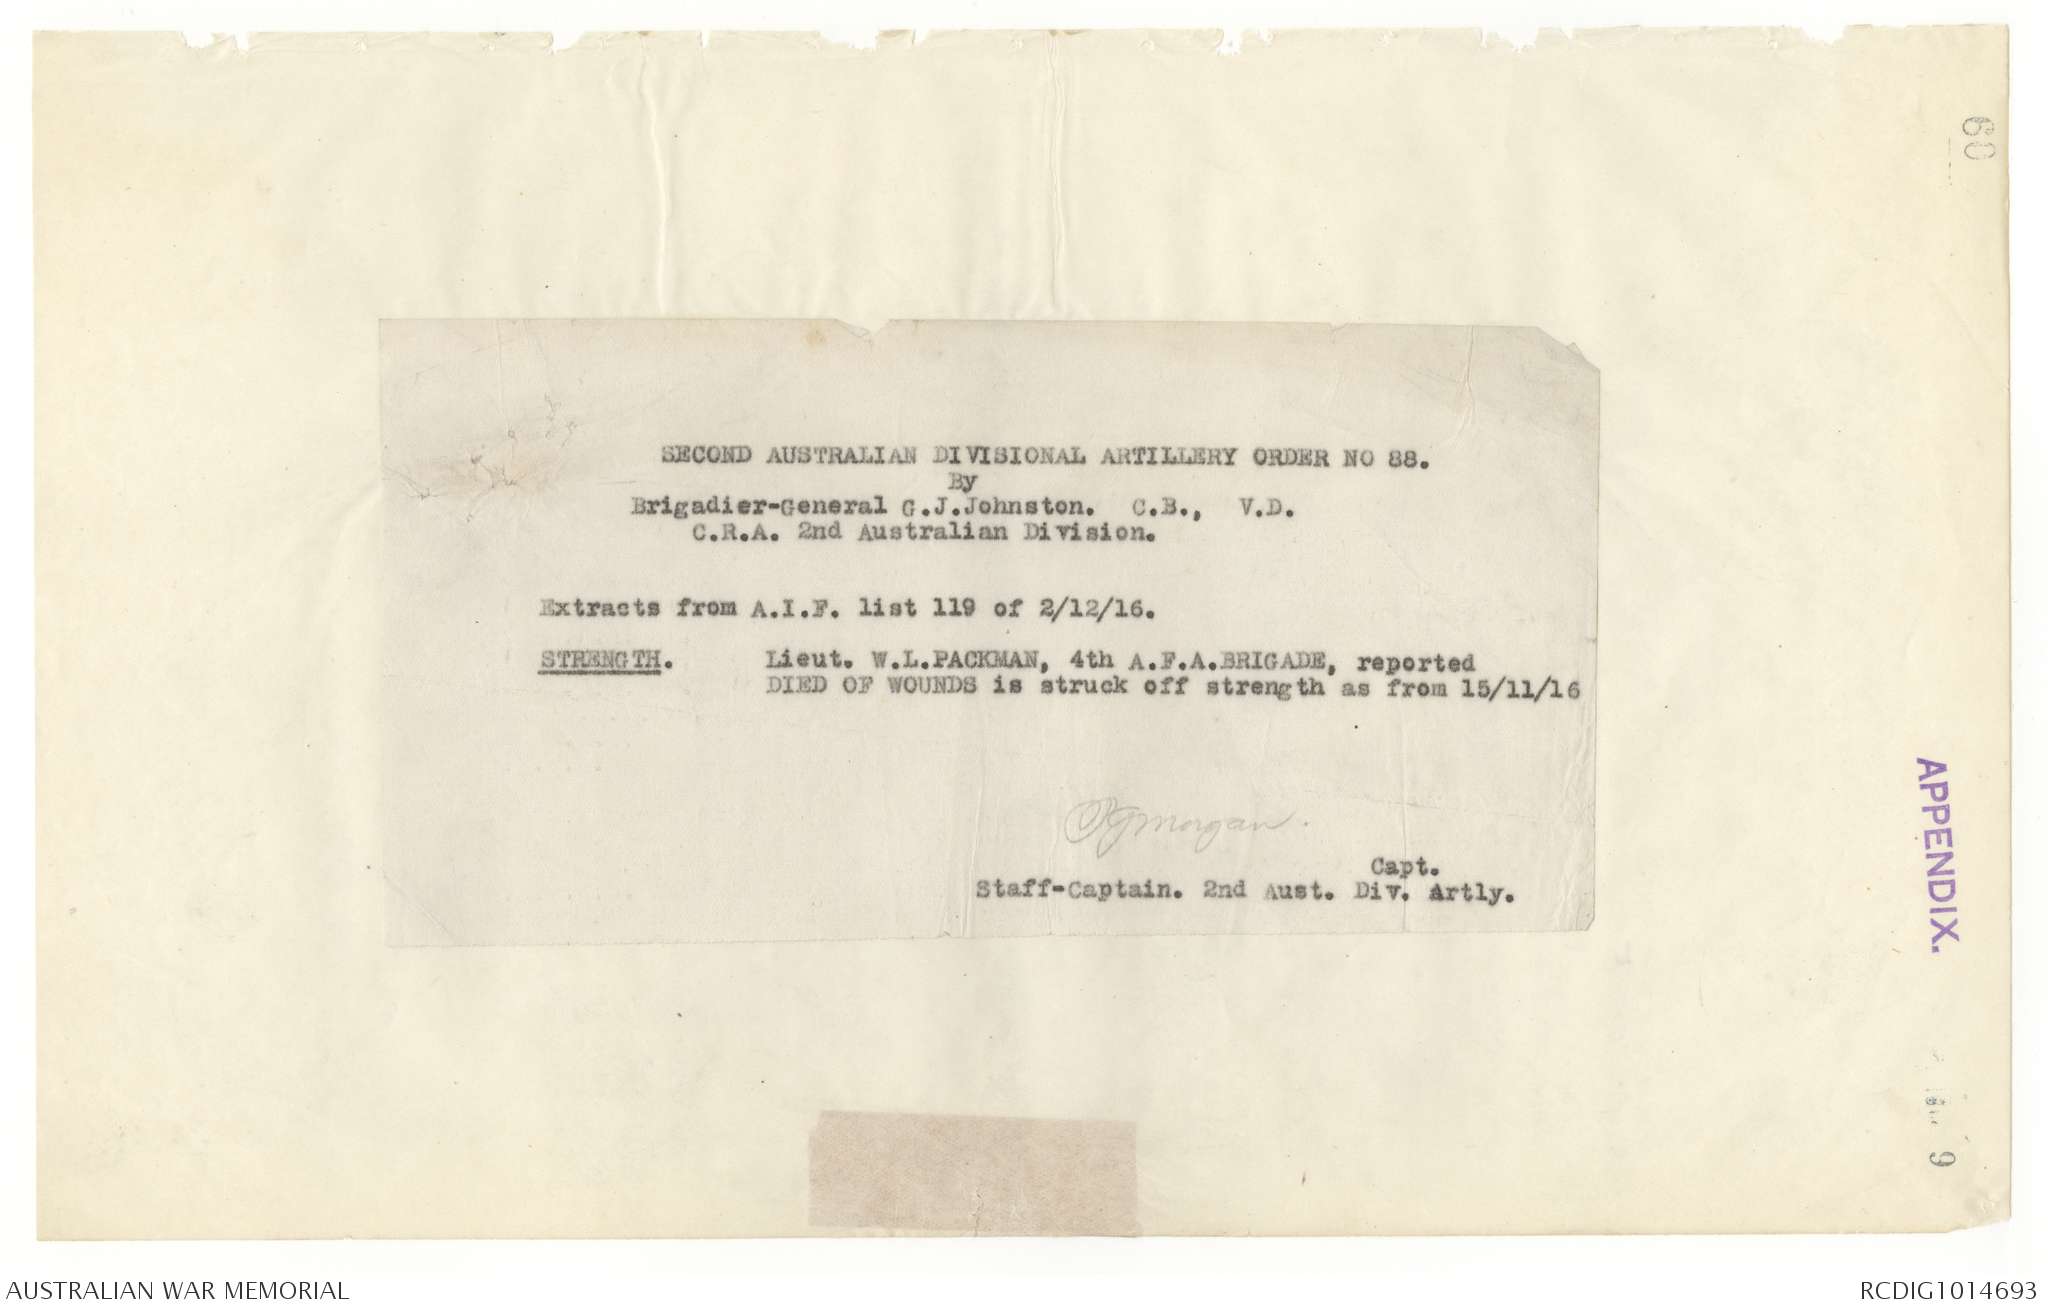 60
SECOND AUSTRALIAN DIVISIONAL ARTILLERY ORDER NO 88.
By
Brigadier-General G.J.Johnston. C.B., V.D.
C.R.A. 2nd Australian Division.
Extracts from A.I.F. list 119 of 2/12/16.
STRENGTH. Lieut. W.L.PACKMAN, 4th A.F.A.BRIGADE, reported
DIED OF WOUNDS is struck off strength as from 15/11/16
Morgan.
Capt.
Staff-Captain. 2nd Aust. Div. Artly.
APPENDIX.
9
AUSTRALIAN WAR MEMORIAL
RCDIG1014693